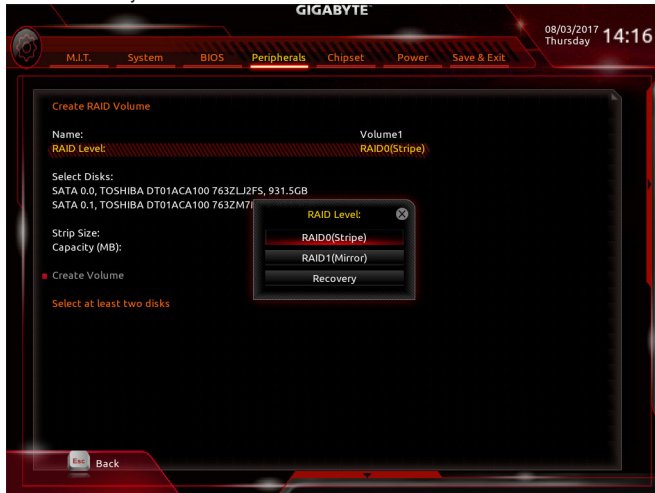 GIGABYTE
08/03/2017 Thursday 14:16
M.I.T. System BIOS Peripherals Chipset Power Save & Exit
Create RAID Volume
Name: Volume1
RAID Level: RAID0(Stripe)
Select Disks:
SATA 0.0, TOSHIBA DT01ACA100 763ZLJ2FS, 931.5GB
SATA 0.1, TOSHIBA DT01ACA100
Strip Size:
Capacity (MB):
Create Volume
Select at least two disks
RAID Level:
RAID0(Stripe)
RAID1(Mirror)
Recovery
Esc Back